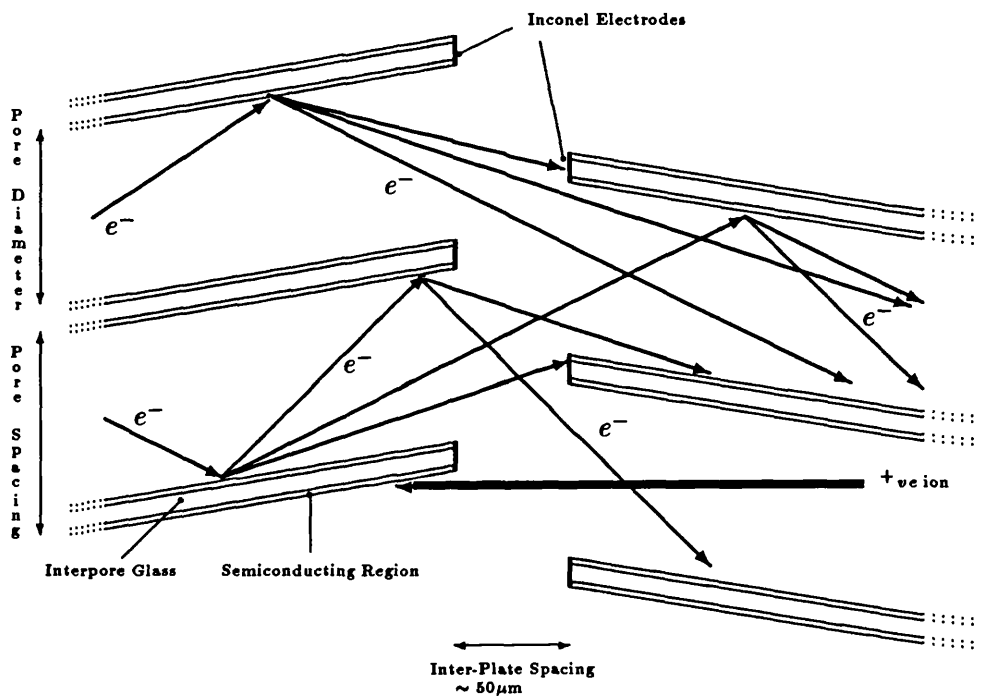 Inconel Electrodes
Pore Diameter
e−
e−
e−
e−
Pore Spacing
e−
e−
+ve ion
Interpore Glass
Semiconducting Region
Inter-Plate Spacing
~ 50μm